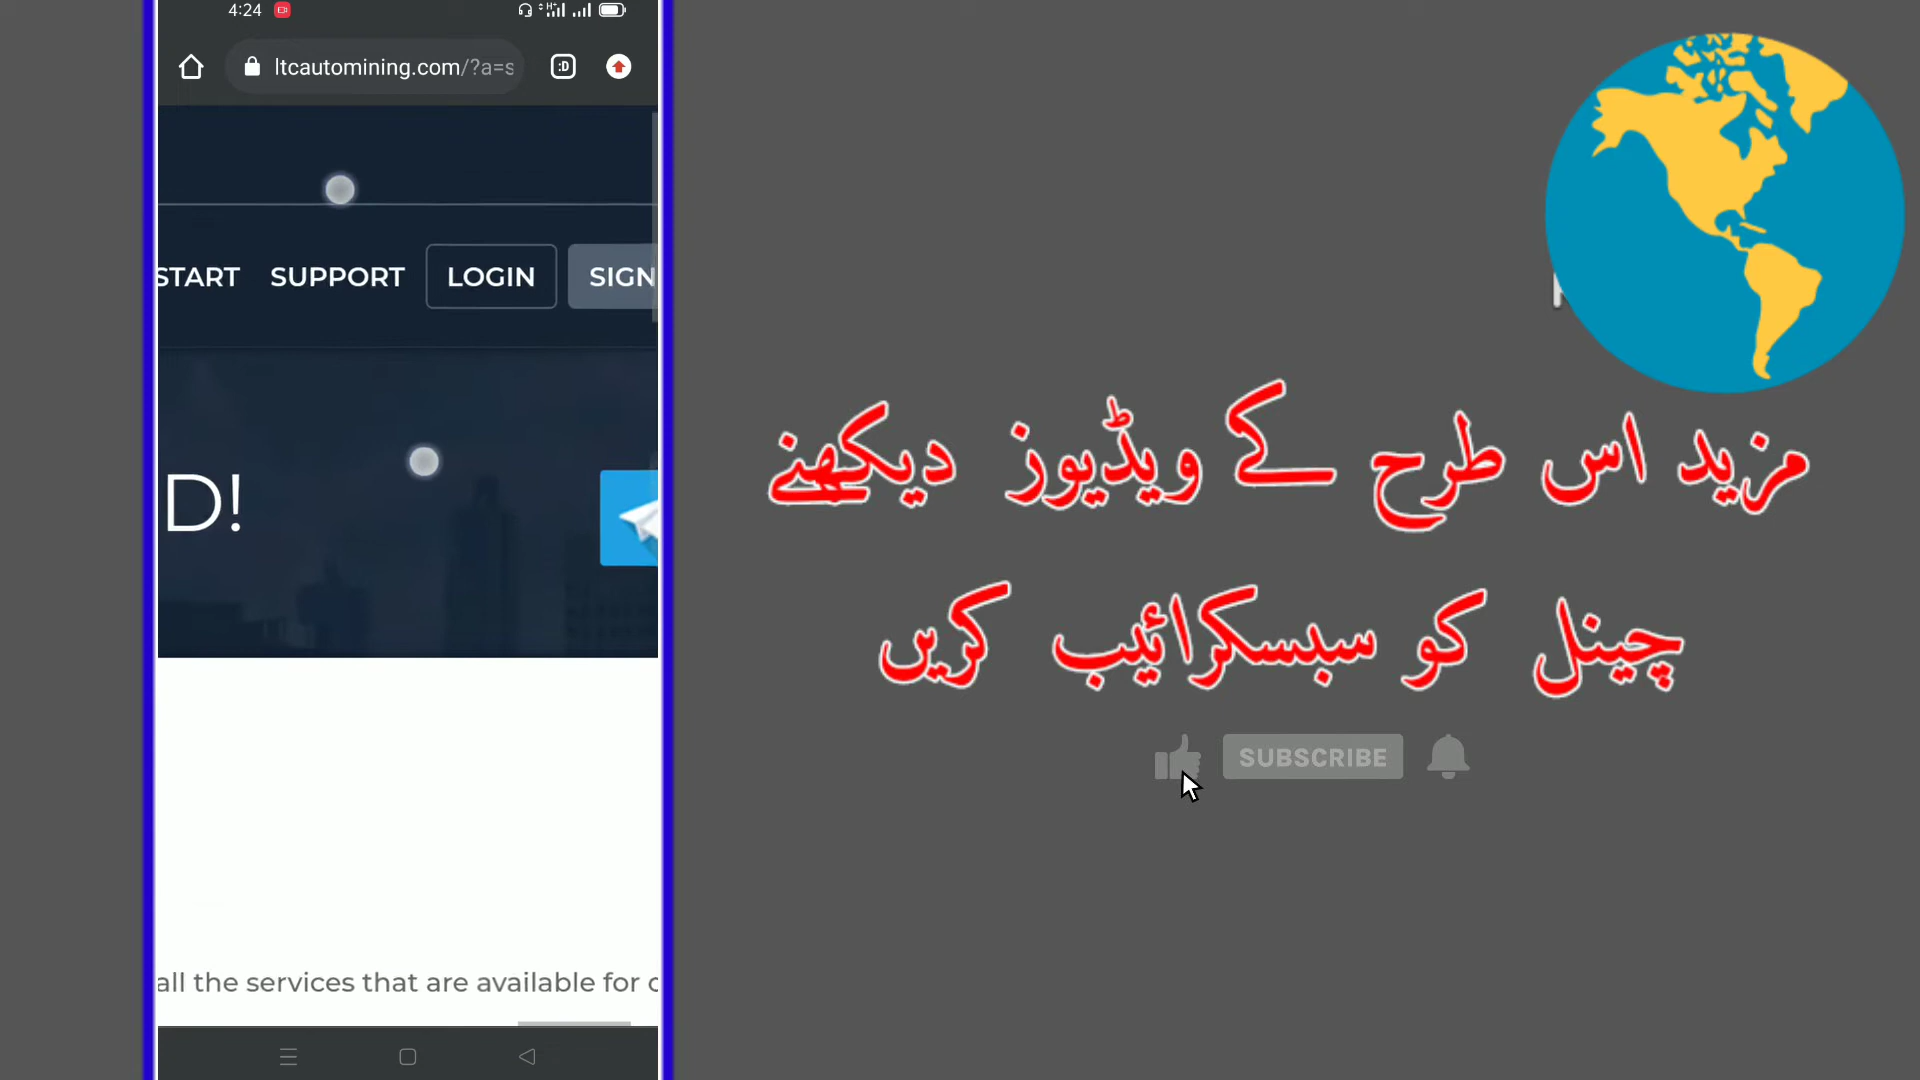 4:24
ltcautomining.com/?a=s
:D
START SUPPORT LOGIN SIGN
D!
all the services that are available for
مزید اس طرح کے ویڈیوز دیکھنے
چینل کو سبسکرائیب کریں
SUBSCRIBE